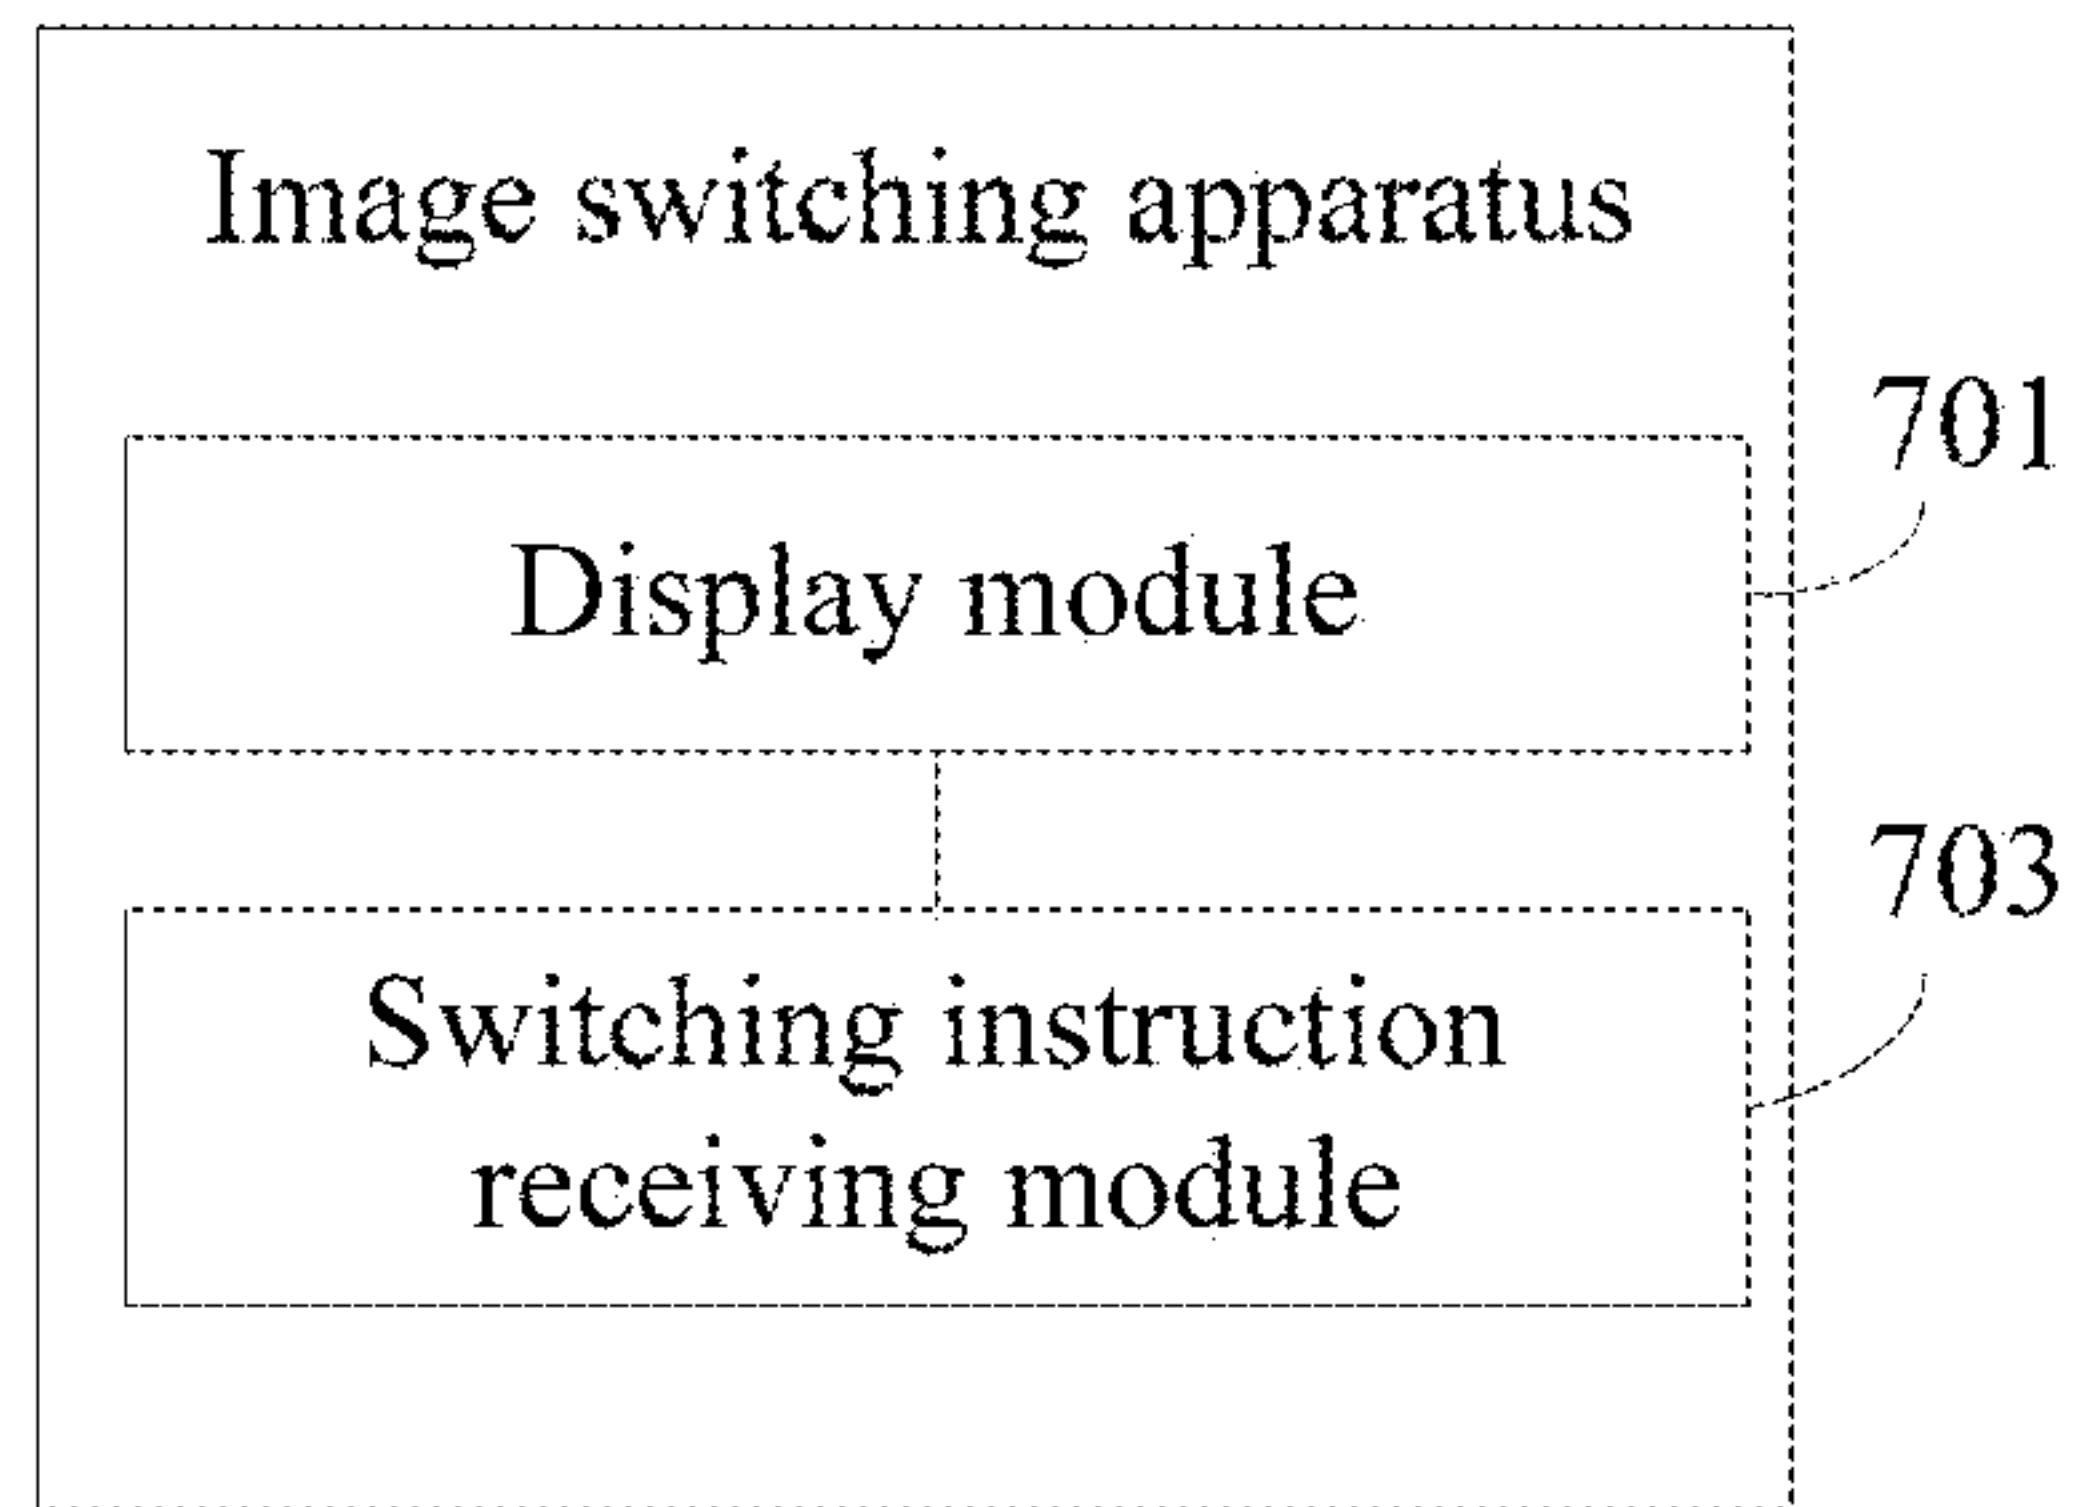 Image switching apparatus
701
Display module
703
Switching instruction
receiving module